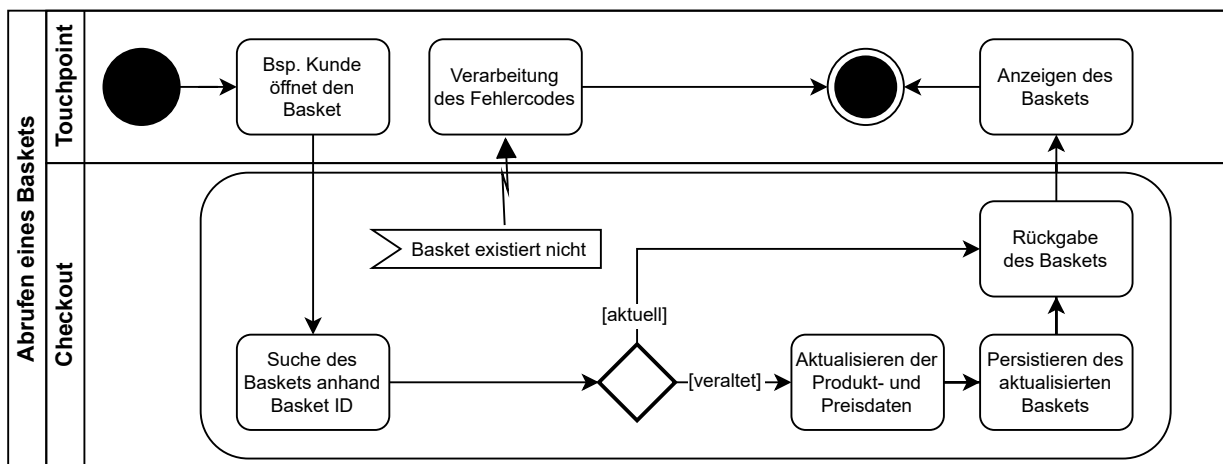 Abrufen eines Baskets
Touchpoint
Bsp. Kunde
öffnet den
Basket
Verarbeitung
des Fehlercodes
Anzeigen des
Baskets
Checkout
Basket existiert nicht
Rückgabe
des Baskets
[aktuell]
Suche des
Baskets anhand
Basket ID
[veraltet]
Aktualisieren der
Produkt- und
Preisdaten
Persistieren des
aktualisierten
Baskets